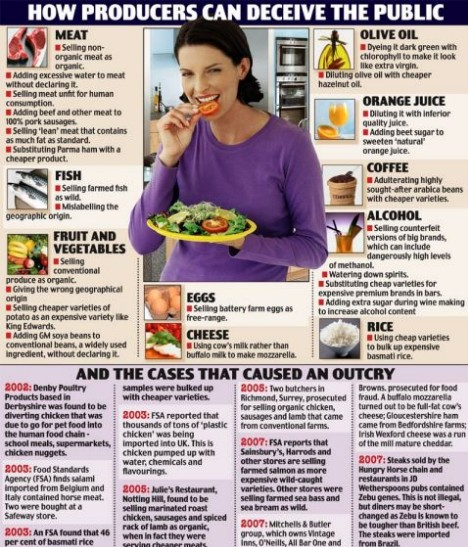 HOW PRODUCERS CAN DECEIVE THE PUBLIC
MEAT
■ Selling non-
organic meat as
organic.
■ Adding excessive water to meat
without declaring it.
■ Selling meat unfit for human
consumption.
■ Adding beef and other meat to
100% pork sausages.
■ Selling 'lean' meat that contains
as much fat as standard.
■ Substituting Parma ham with a
cheaper product.
FISH
■ Selling farmed fish
as wild.
■ Mislabelling the
geographic origin.
FRUIT AND
VEGETABLES
■ Selling
conventional
produce as organic.
■ Giving the wrong geographical
origin
■ Selling cheaper varieties of
potato as an expensive variety like
King Edwards.
■ Adding GM soya beans to
conventional beans, a widely used
ingredient, without declaring it.
EGGS
■ Selling battery farm eggs as
free-range.
CHEESE
■ Using cow's milk rather than
buffalo milk to make mozzarella.
OLIVE OIL
■ Dyeing it dark green with
chlorophyll to make it look
like extra virgin.
■ Diluting olive oil with cheaper
hazelnut oil.
ORANGE JUICE
■ Diluting it with inferior
quality juice.
■ Adding beet sugar to
sweeten 'natural'
orange juice.
COFFEE
■ Adulterating highly
sought-after arabica beans
with cheaper varieties.
ALCOHOL
■ Selling counterfeit
versions of big brands,
which can include
dangerously high levels
of methanol.
■ Watering down spirits.
■ Substituting cheap varieties for
expensive premium brands in bars.
■ Adding extra sugar during wine making
to increase alcohol content
RICE
■ Using cheap varieties
to bulk up expensive
basmati rice.
AND THE CASES THAT CAUSED AN OUTCRY
2002: Denby Poultry
Products based in
Derbyshire was found to be
diverting chicken that was
due to go for pet food into
the human food chain -
school meals, supermarkets,
chicken nuggets.
2003: Food Standards
Agency (FSA) finds salami
imported from Belgium and
Italy contained horse meat.
Two were bought at a
Safeway store.
2003: An FSA found that 46
per cent of basmati rice
samples were bulked up
with cheaper varieties.
2003: FSA reported that
thousands of tons of 'plastic
chicken' was being
imported into UK. This is
chicken pumped up with
water, chemicals and
flavourings.
2005: Julie's Restaurant,
Notting Hill, found to be
selling marinated roast
chicken, sausages and spiced
rack of lamb as organic,
when in fact they were
serving cheaper meats.
2005: Two butchers in
Richmond, Surrey, prosecuted
for selling organic chicken,
sausages and lamb that came
from conventional farms.
2007: FSA reports that
Sainsbury's, Harrods and
other stores are selling
farmed salmon as more
expensive wild-caught
varieties. Other stores were
selling farmed sea bass and
sea bream as wild.
2007: Mitchells & Butler
group, which owns Vintage
Inns, O'Neills, All Bar One and
Browns, prosecuted for food
fraud. A buffalo mozzarella
turned out to be full-fat cow's
cheese; Gloucestershire ham
came from Bedfordshire farms;
Irish Wexford cheese was a run
of the mill mature cheddar.
2007: Steaks sold by the
Hungry Horse chain and
restaurants in JD
Wetherspoons pubs contained
Zebu genes. This is not illegal,
but diners may be short-
changed as Zebu is known to
be tougher than British beef.
The steaks were imported
from Brazil.